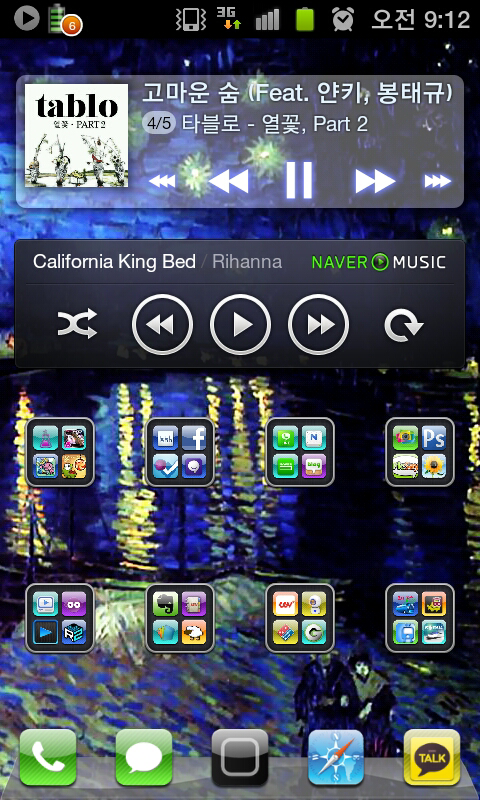 6
3G
오전 9:12
tablo
열꽃·PART 2
고마운 숨 (Feat. 얀키, 봉태규)
4/5 타블로 - 열꽃, Part 2
California King Bed / Rihanna
NAVER MUSIC
f
N
Ps
blog
TALK